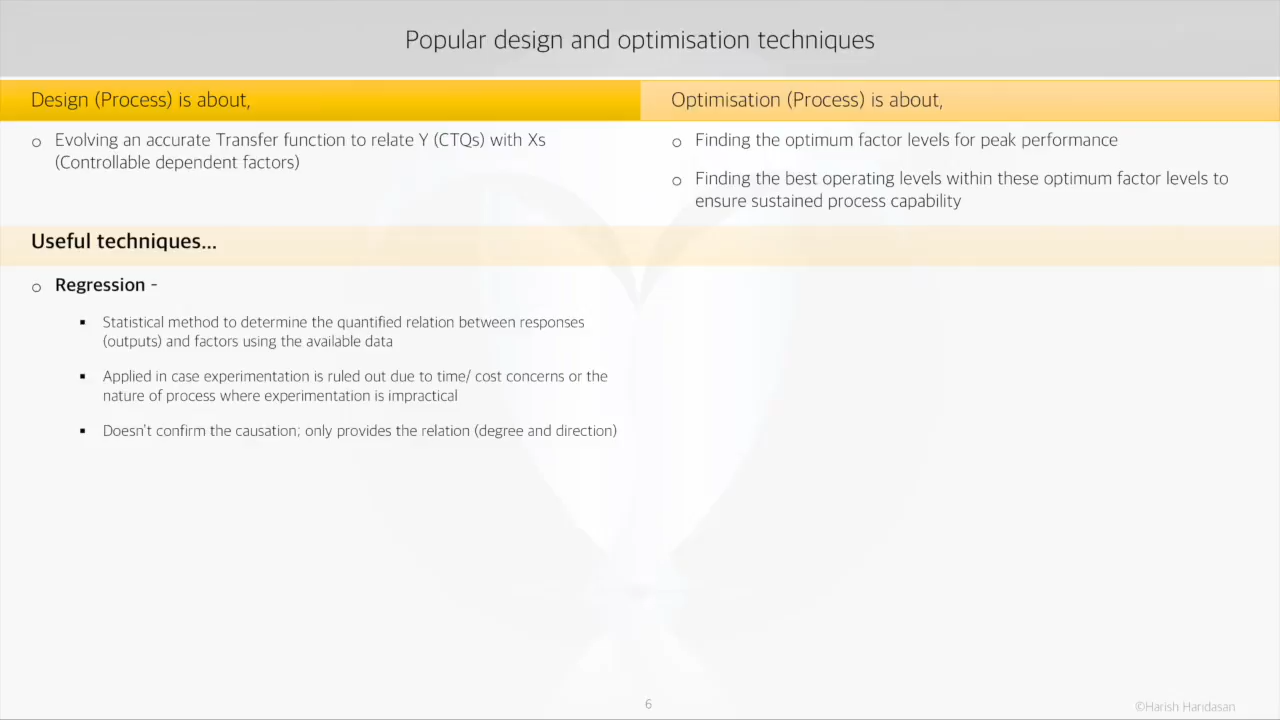 Popular design and optimisation techniques
Design (Process) is about,
o Evolving an accurate Transfer function to relate Y (CTQs) with Xs
(Controllable dependent factors)
Optimisation (Process) is about,
o Finding the optimum factor levels for peak performance
o Finding the best operating levels within these optimum factor levels to
ensure sustained process capability
Useful techniques...
o Regression -
▪ Statistical method to determine the quantified relation between responses
(outputs) and factors using the available data
▪ Applied in case experimentation is ruled out due to time/ cost concerns or the
nature of process where experimentation is impractical
▪ Doesn't confirm the causation; only provides the relation (degree and direction)
6
©Harish Haridasan